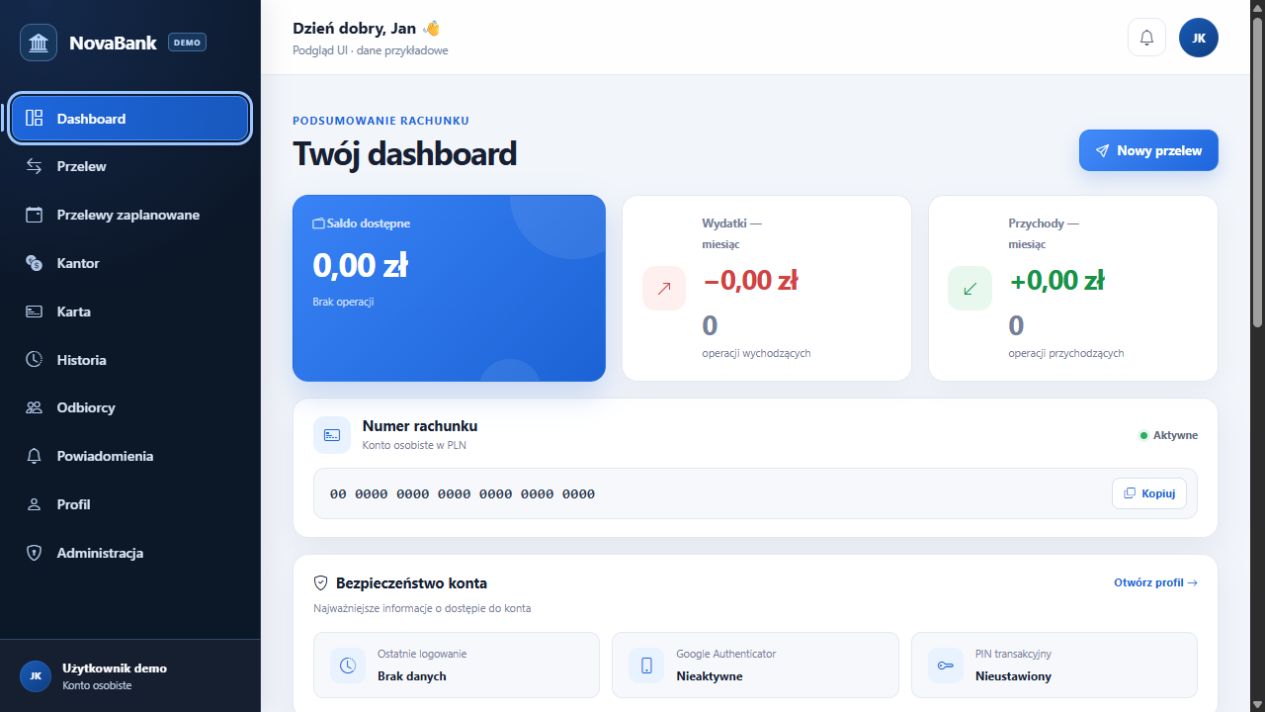 NovaBank DEMO
Dashboard
Przelew
Przelewy zaplanowane
Kantor
Karta
Historia
Odbiorcy
Powiadomienia
Profil
Administracja
JK
Użytkownik demo
Konto osobiste
Dzień dobry, Jan 👋
Podgląd UI · dane przykładowe
JK
PODSUMOWANIE RACHUNKU
Twój dashboard
Nowy przelew
Saldo dostępne
0,00 zł
Brak operacji
Wydatki —
miesiąc
−0,00 zł
0
operacji wychodzących
Przychody —
miesiąc
+0,00 zł
0
operacji przychodzących
Numer rachunku
Konto osobiste w PLN
Aktywne
00 0000 0000 0000 0000 0000 0000
Kopiuj
Bezpieczeństwo konta
Otwórz profil →
Najważniejsze informacje o dostępie do konta
Ostatnie logowanie
Brak danych
Google Authenticator
Nieaktywne
PIN transakcyjny
Nieustawiony